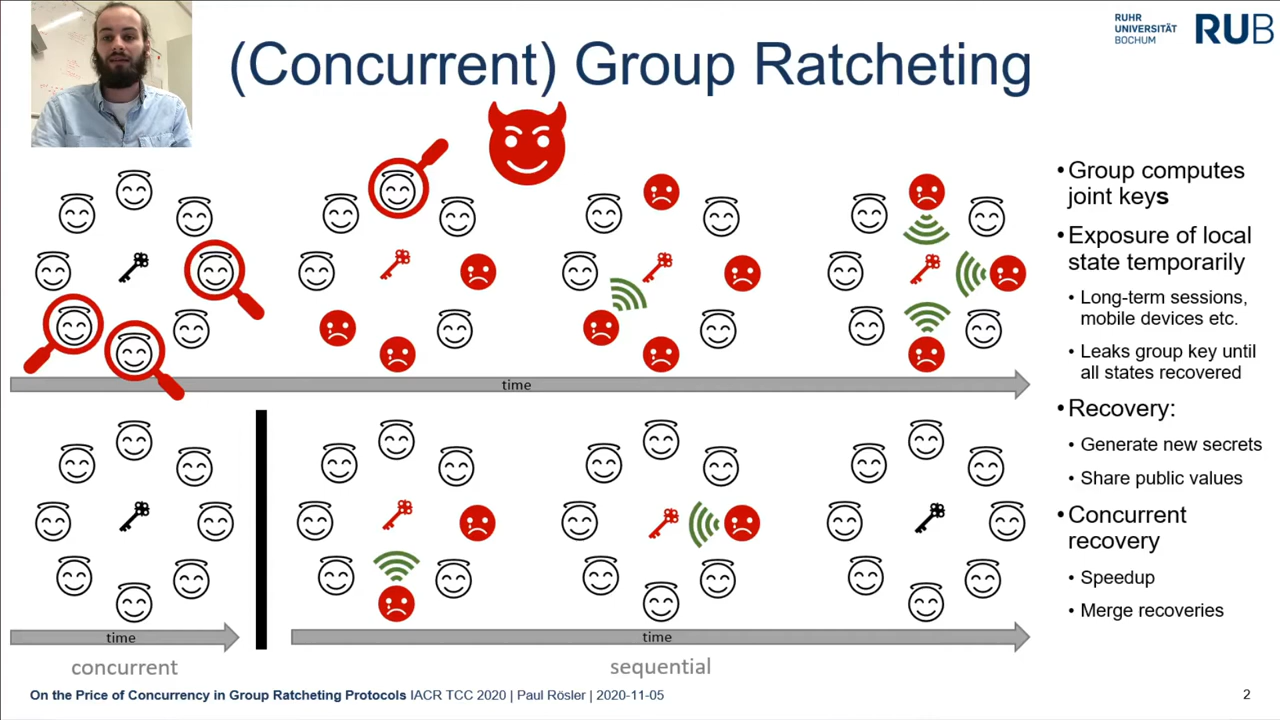 (Concurrent) Group Ratcheting
RUHR
UNIVERSITÄT
BOCHUM
RUB
• Group computes
joint keys
• Exposure of local
state temporarily
• Long-term sessions,
mobile devices etc.
• Leaks group key until
all states recovered
• Recovery:
• Generate new secrets
• Share public values
• Concurrent
recovery
• Speedup
• Merge recoveries
time
time
time
concurrent
sequential
On the Price of Concurrency in Group Ratcheting Protocols IACR TCC 2020 | Paul Rösler | 2020-11-05
2